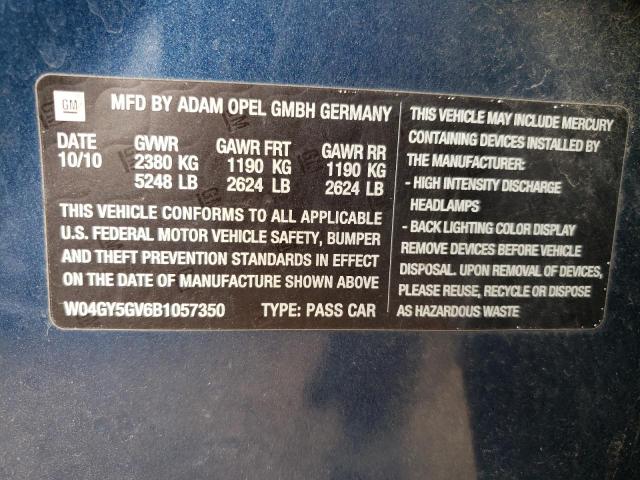 GM
MFD BY ADAM OPEL GMBH GERMANY
DATE GVWR GAWR FRT GAWR RR
10/10 2380 KG 1190 KG 1190 KG
5248 LB 2624 LB 2624 LB
THIS VEHICLE CONFORMS TO ALL APPLICABLE
U.S. FEDERAL MOTOR VEHICLE SAFETY, BUMPER
AND THEFT PREVENTION STANDARDS IN EFFECT
ON THE DATE OF MANUFACTURE SHOWN ABOVE
W04GY5GV6B1057350 TYPE: PASS CAR
THIS VEHICLE MAY INCLUDE MERCURY
CONTAINING DEVICES INSTALLED BY
THE MANUFACTURER:
- HIGH INTENSITY DISCHARGE
HEADLAMPS
- BACK LIGHTING COLOR DISPLAY
REMOVE DEVICES BEFORE VEHICLE
DISPOSAL. UPON REMOVAL OF DEVICES,
PLEASE REUSE, RECYCLE OR DISPOSE
AS HAZARDOUS WASTE